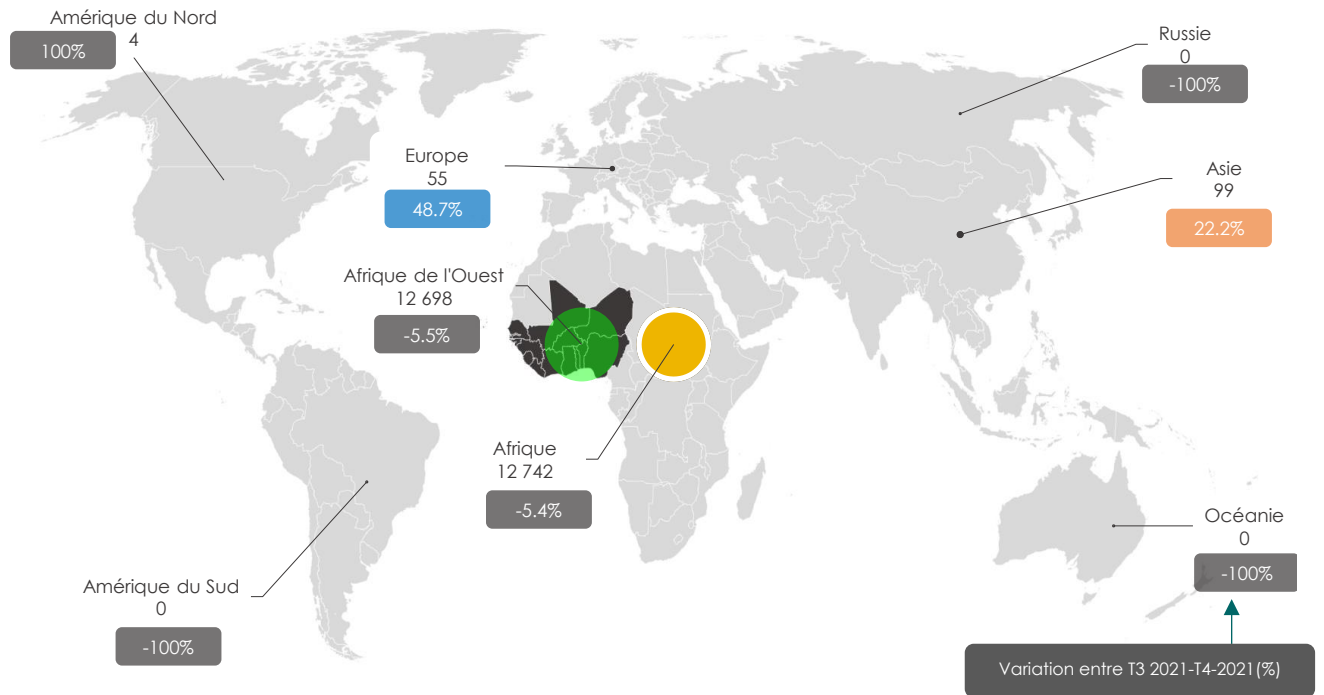 Amérique du Nord
4
100%
Russie
0
-100%
Europe
55
48.7%
Asie
99
22.2%
Afrique de l'Ouest
12 698
-5.5%
Afrique
12 742
-5.4%
Océanie
0
-100%
Amérique du Sud
0
-100%
Variation entre T3 2021-T4-2021(%)